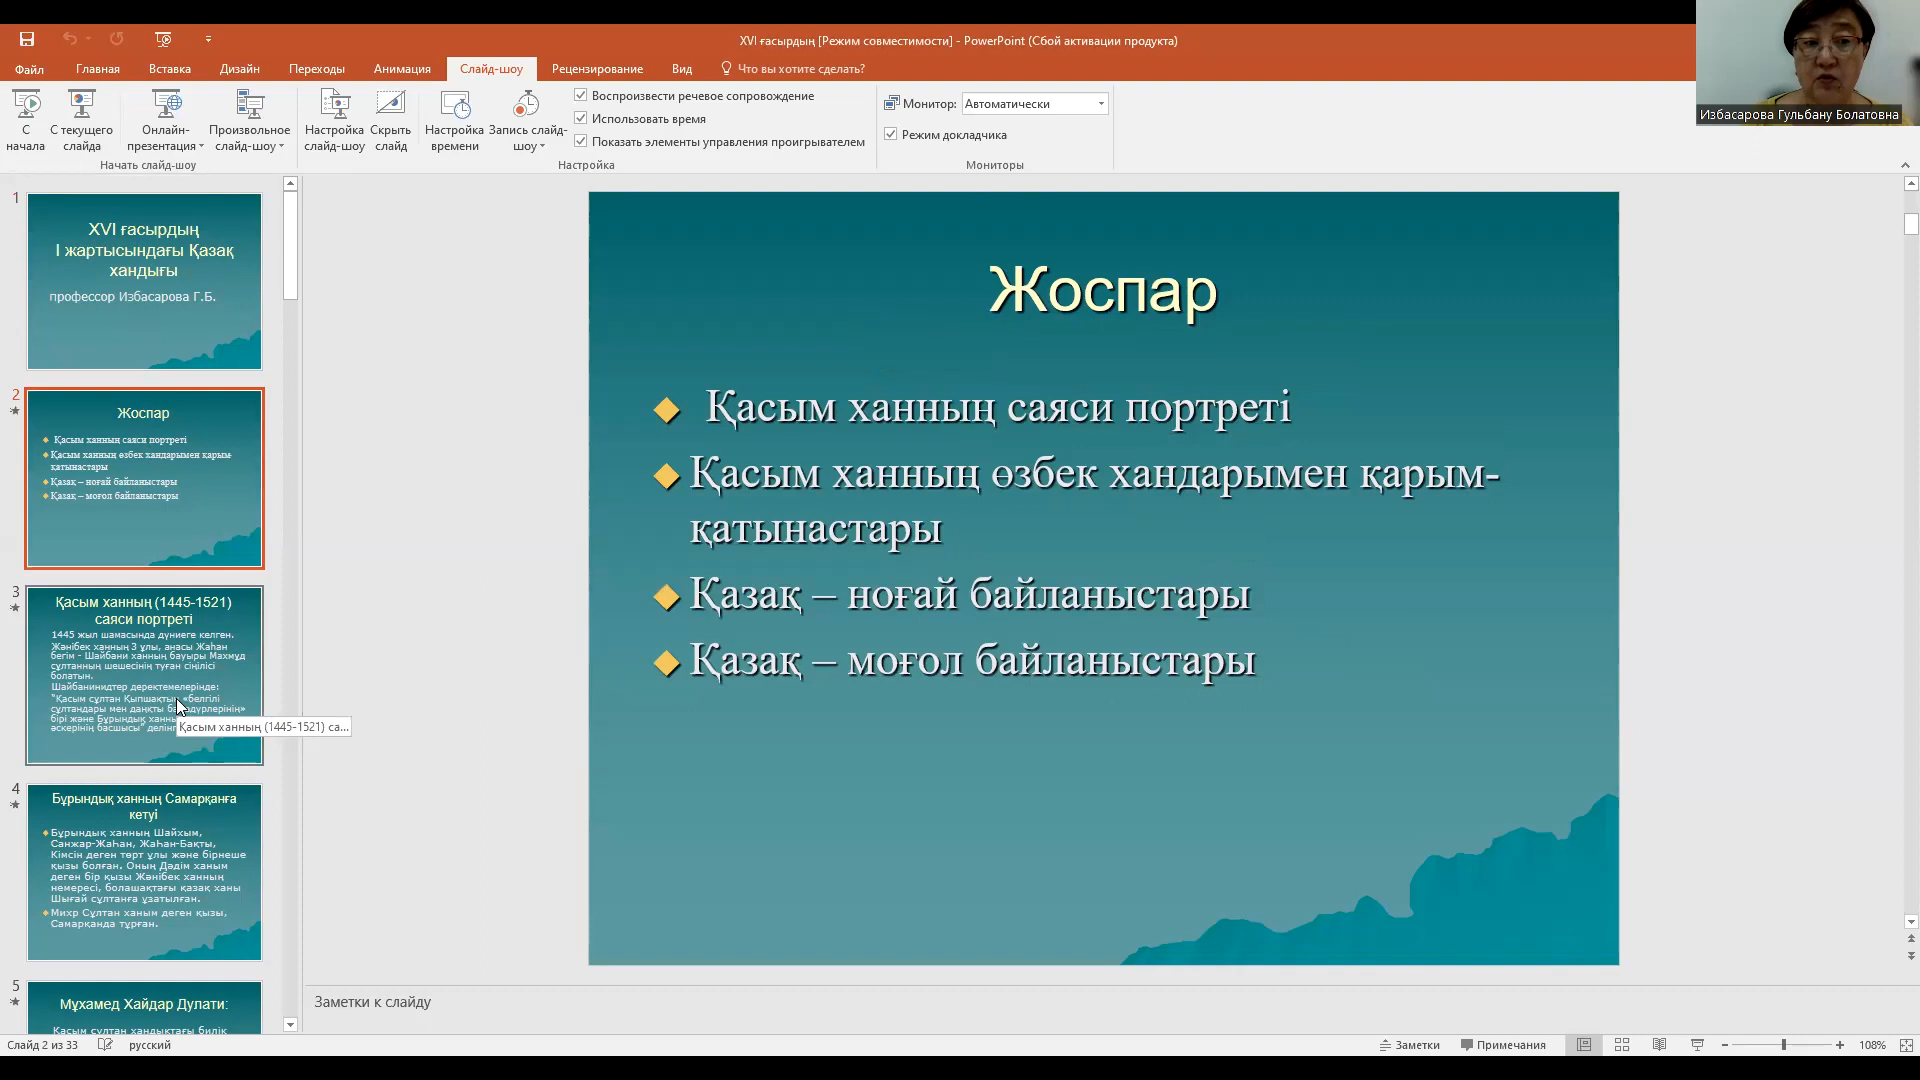 XVI ғасырдың [Режим совместимости] - PowerPoint (Сбой активации продукта)
Файл Главная Вставка Дизайн Переходы Анимация Слайд-шоу Рецензирование Вид Что вы хотите сделать?
С начала
С текущего слайда
Онлайн-презентация
Произвольное слайд-шоу
Начать слайд-шоу
Настройка слайд-шоу
Скрыть слайд
Настройка времени
Запись слайд-шоу
Воспроизвести речевое сопровождение
Использовать время
Показать элементы управления проигрывателем
Настройка
Монитор: Автоматически
Режим докладчика
Мониторы
Избасарова Гульбану Болатовна
1
XVI ғасырдың
I жартысындағы Қазақ
хандығы
профессор Избасарова Г.Б.
2
Жоспар
Қасым ханның саяси портреті
Қасым ханның өзбек хандарымен қарым-
қатынастары
Қазақ – ноғай байланыстары
Қазақ – моғол байланыстары
3
Қасым ханның (1445-1521)
саяси портреті
1445 жыл шамасында дүниеге келген.
Жәнібек ханның 3 ұлы, анасы Жаһан
бегім - Шайбани ханның бауыры Махмұд
сұлтанның шешесінің туған сіңілісі
болатын.
Шайбанинидтер деректемелерінде:
"Қасым сұлтан Қыпшақтың «белгілі
сұлтандары мен даңқты
бірі және Бұрындық
әскерінің басшысы"
Қасым ханның (1445-1521) са...
4
Бұрындық ханның Самарқанға
кетуі
Бұрындық ханның Шайхым,
Санжар-Жаһан, Жаһан-Бақты,
Кімсін деген төрт ұлы және бірнеше
қызы болған. Оның Дәдім ханым
деген бір қызы Жәнібек ханның
немересі, болашақтағы қазақ ханы
Шығай сұлтанға ұзатылған.
Михр Сұлтан ханым деген қызы,
Самарқанда тұрған.
5
Мұхамед Хайдар Дулати:
Қасым сұлтан хандықтағы билік
Жоспар
Қасым ханның саяси портреті
Қасым ханның өзбек хандарымен қарым-
қатынастары
Қазақ – ноғай байланыстары
Қазақ – моғол байланыстары
Заметки к слайду
Слайд 2 из 33 русский Заметки Примечания 108%